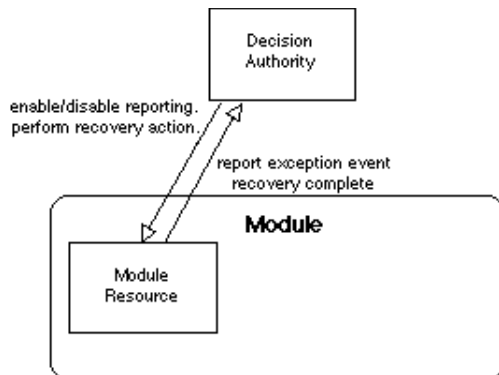 Decision
Authority
enable/disable reporting.
perform recovery action.
report exception event
recovery complete
Module
Module
Resource